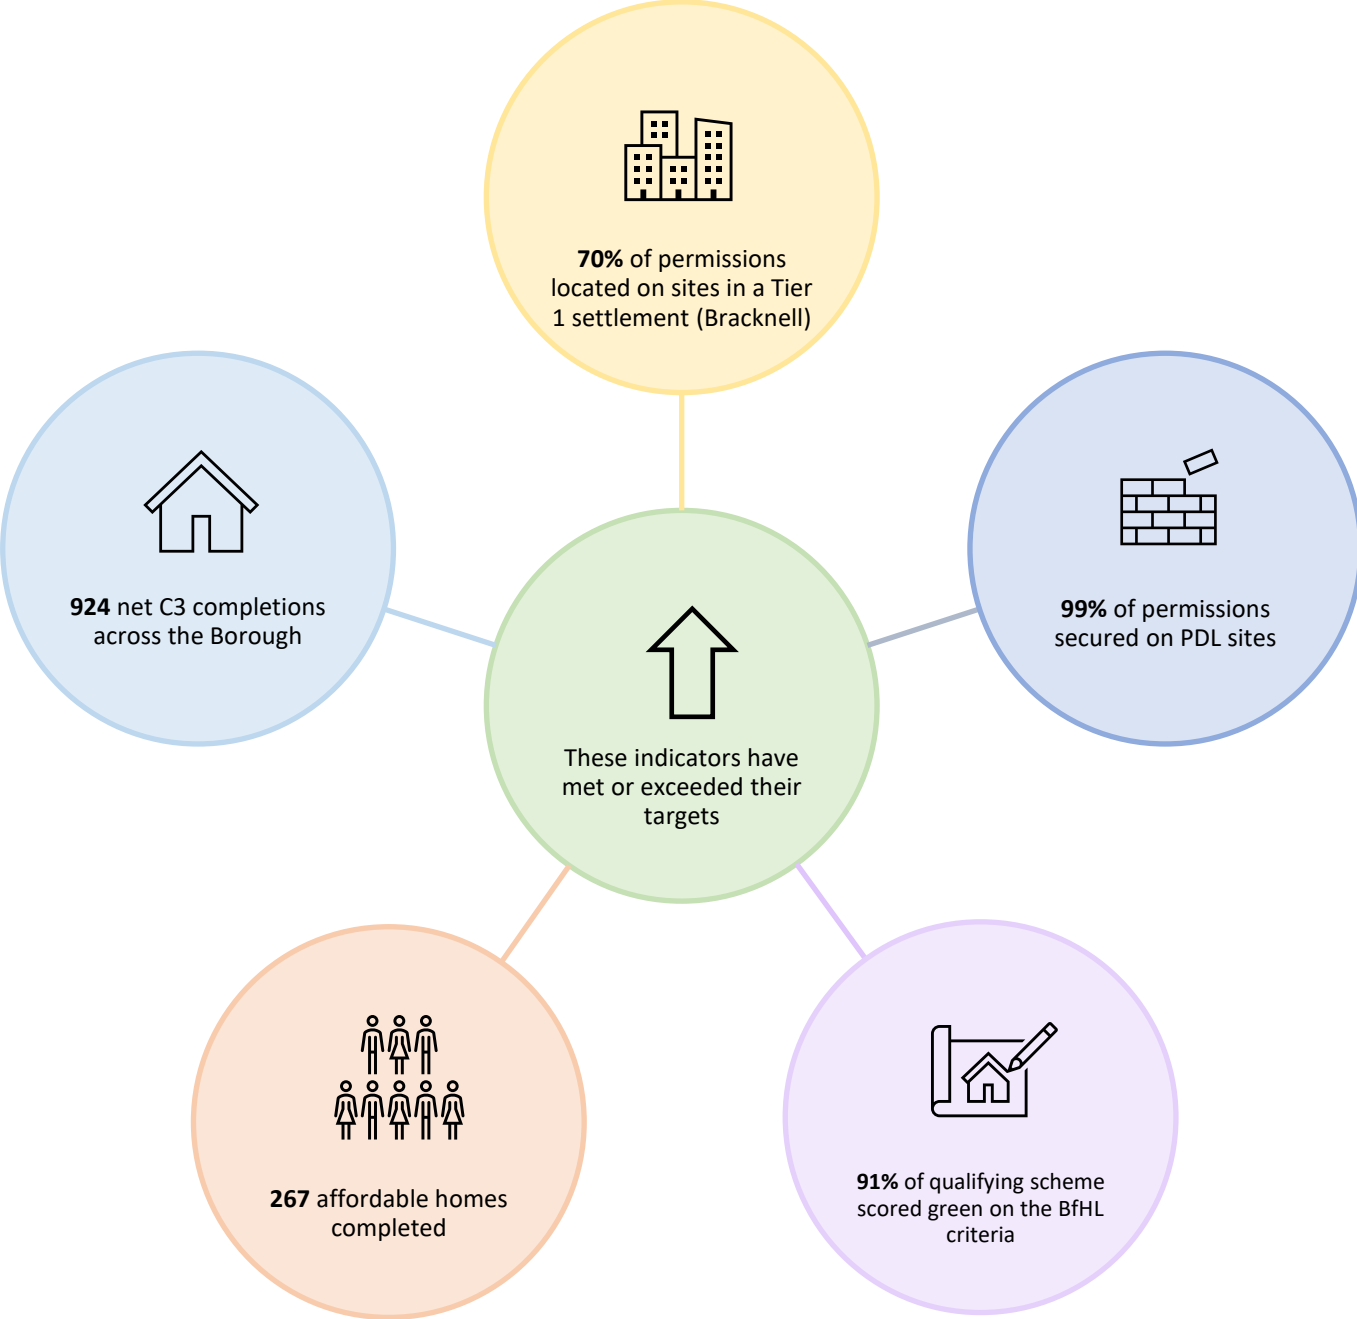 70% of permissions
located on sites in a Tier
1 settlement (Bracknell)
924 net C3 completions
across the Borough
99% of permissions
secured on PDL sites
These indicators have
met or exceeded their
targets
267 affordable homes
completed
91% of qualifying scheme
scored green on the BfHL
criteria